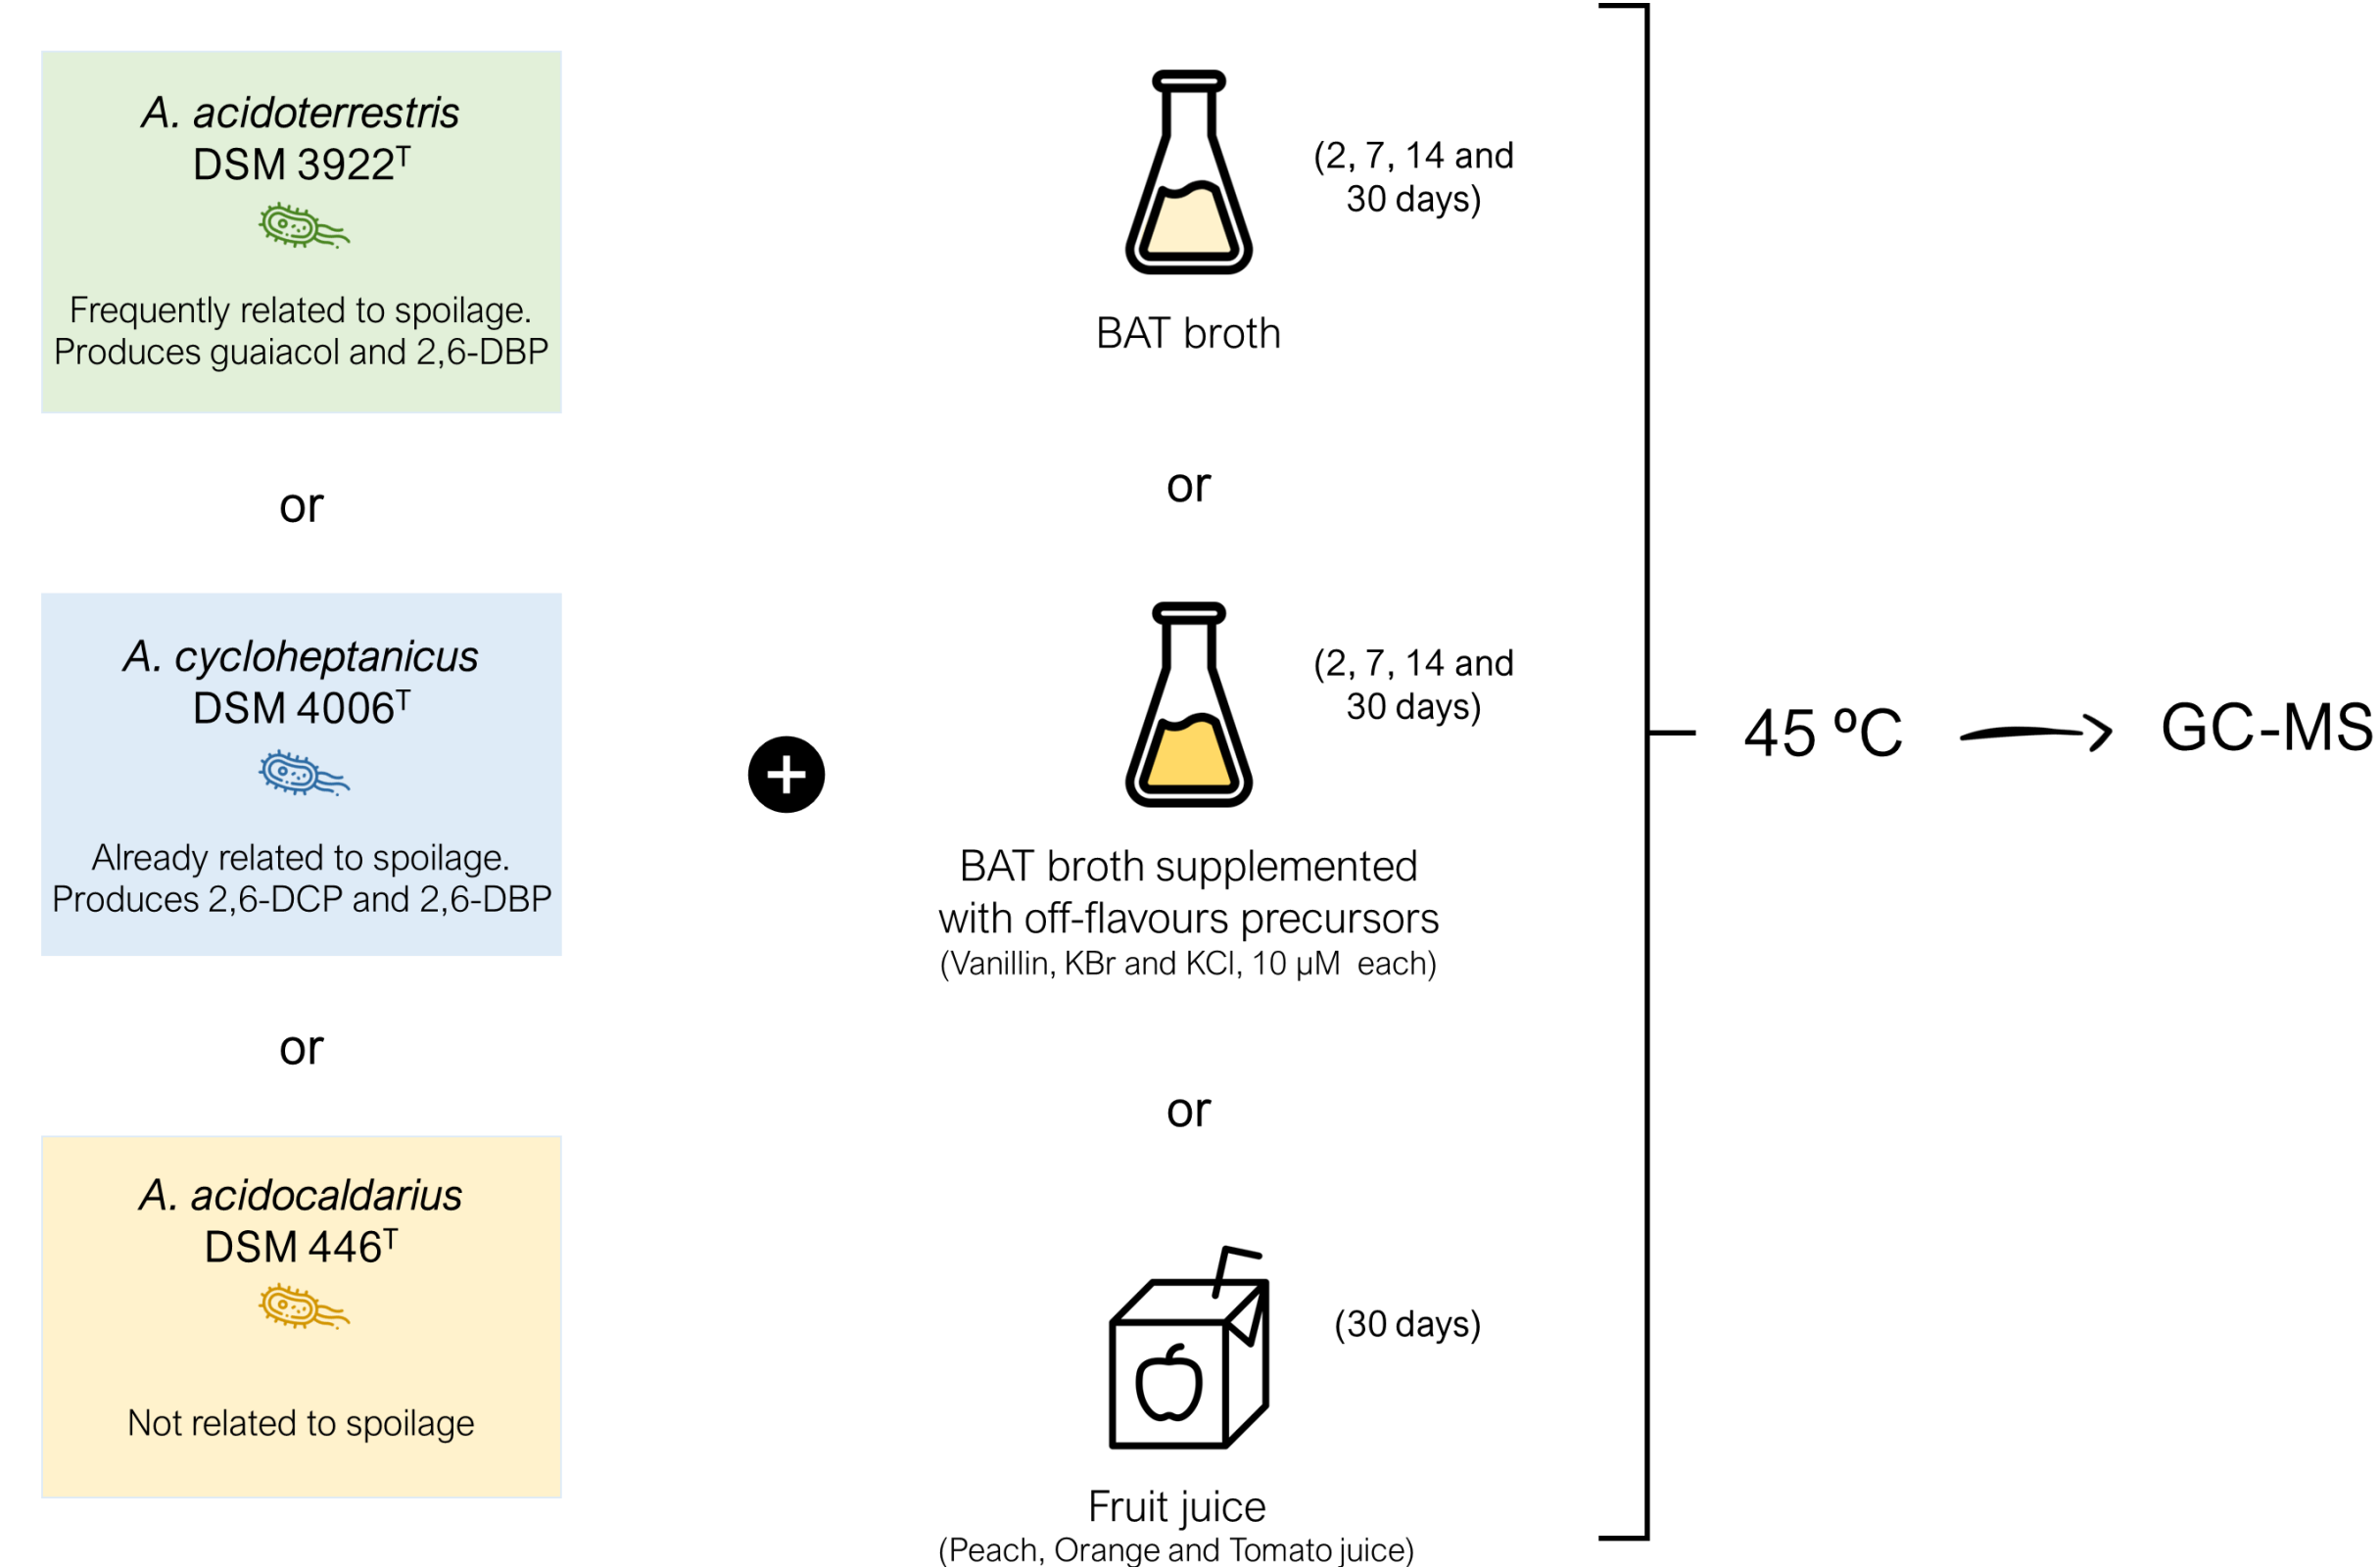 A. acidoterrestris
DSM 3922ᵀ
Frequently related to spoilage.
Produces guaiacol and 2,6-DBP
or
A. cycloheptanicus
DSM 4006ᵀ
Already related to spoilage.
Produces 2,6-DCP and 2,6-DBP
or
A. acidocaldarius
DSM 446ᵀ
Not related to spoilage
+
(2, 7, 14 and
30 days)
BAT broth
or
(2, 7, 14 and
30 days)
BAT broth supplemented
with off-flavours precursors
(Vanillin, KBr and KCl, 10 µM each)
or
(30 days)
Fruit juice
(Peach, Orange and Tomato juice)
45 ºC
GC-MS